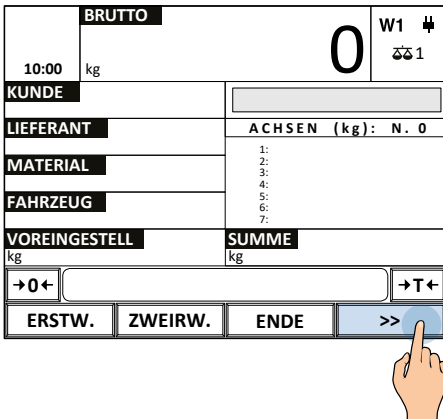 BRUTTO
0
W1
1
10:00 kg
KUNDE
LIEFERANT
ACHSEN (kg): N. 0
1:
2:
MATERIAL
3:
4:
FAHRZEUG
5:
6:
7:
VOREINGESTELL SUMME
kg kg
→0← →T←
ERSTW. ZWEIRW. ENDE >>